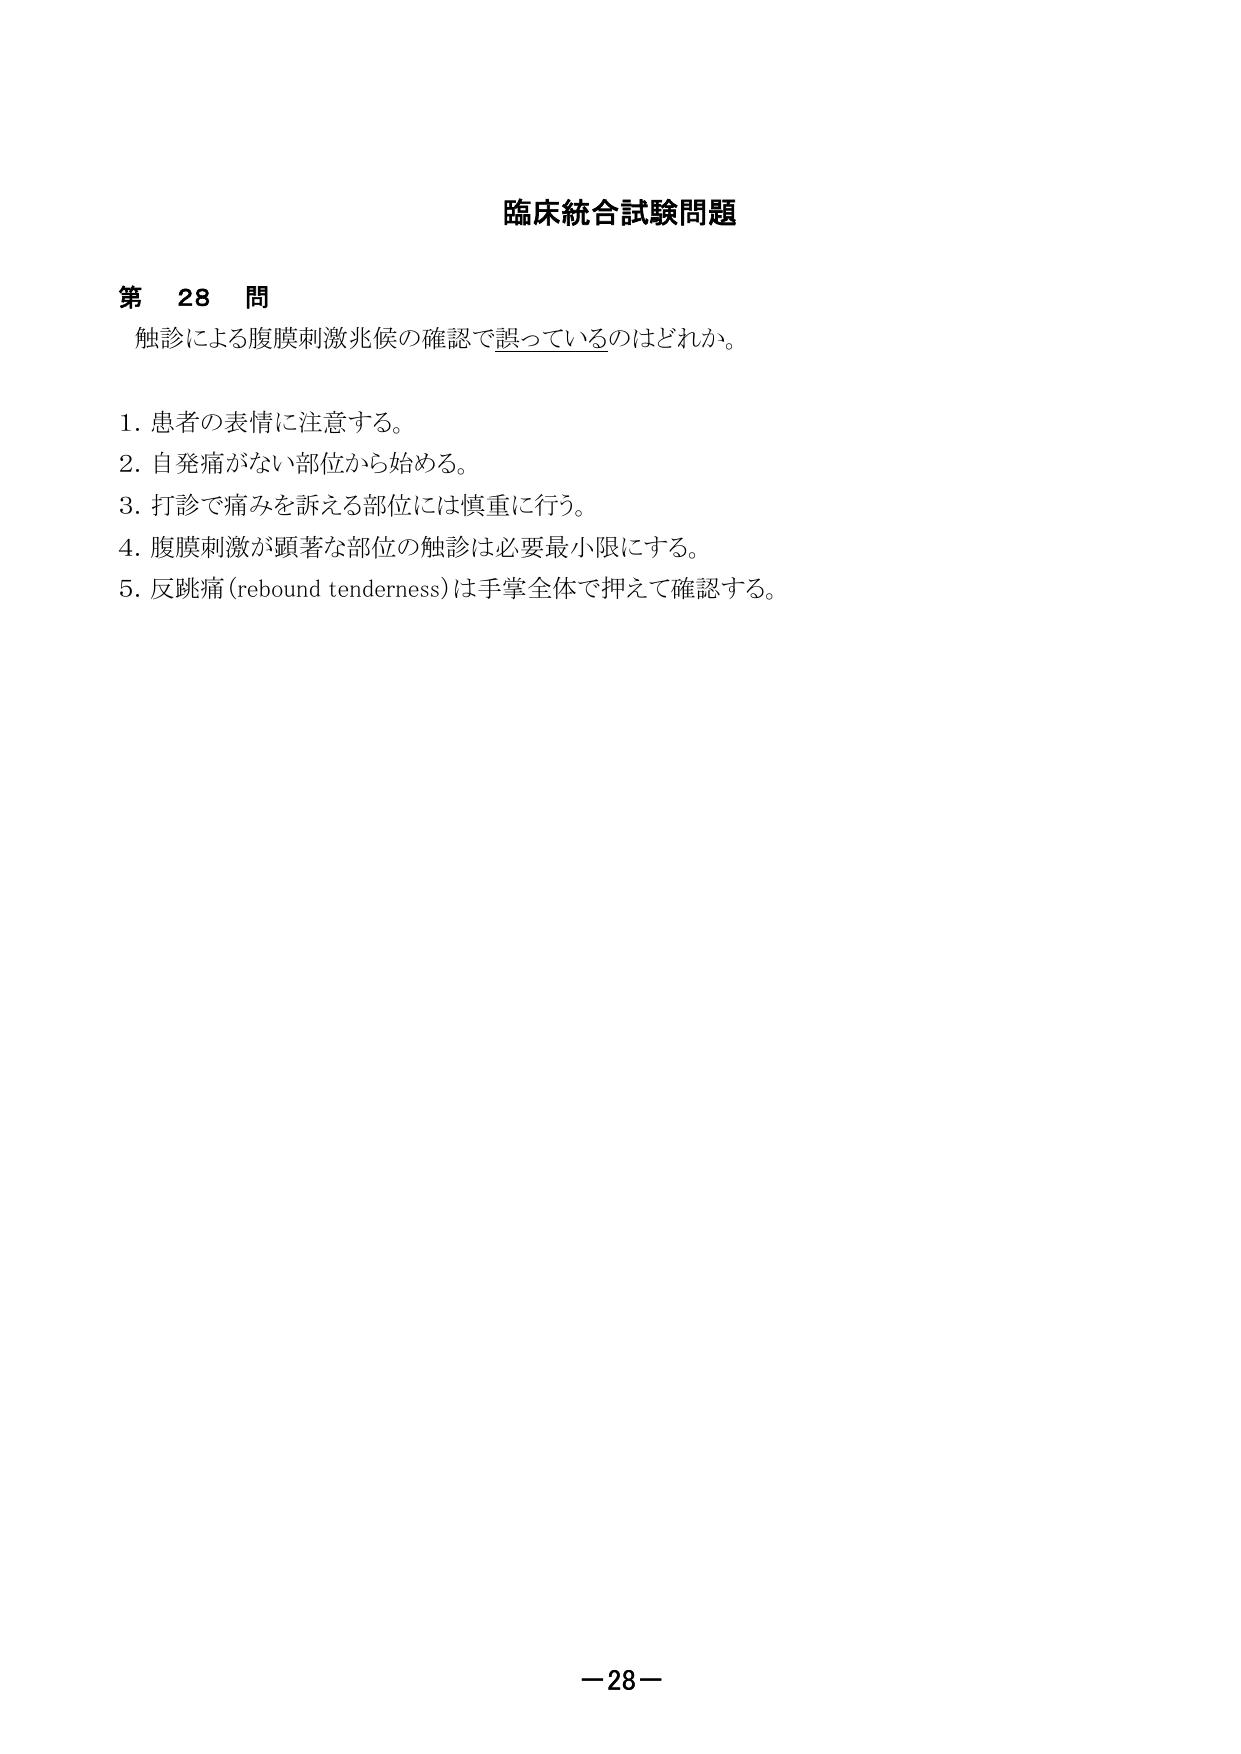 臨床統合試験問題
第　28　問
触診による腹膜刺激兆候の確認で誤っているのはどれか。
1. 患者の表情に注意する。
2. 自発痛がない部位から始める。
3. 打診で痛みを訴える部位には慎重に行う。
4. 腹膜刺激が顕著な部位の触診は必要最小限にする。
5. 反跳痛(rebound tenderness)は手掌全体で押えて確認する。
－28－